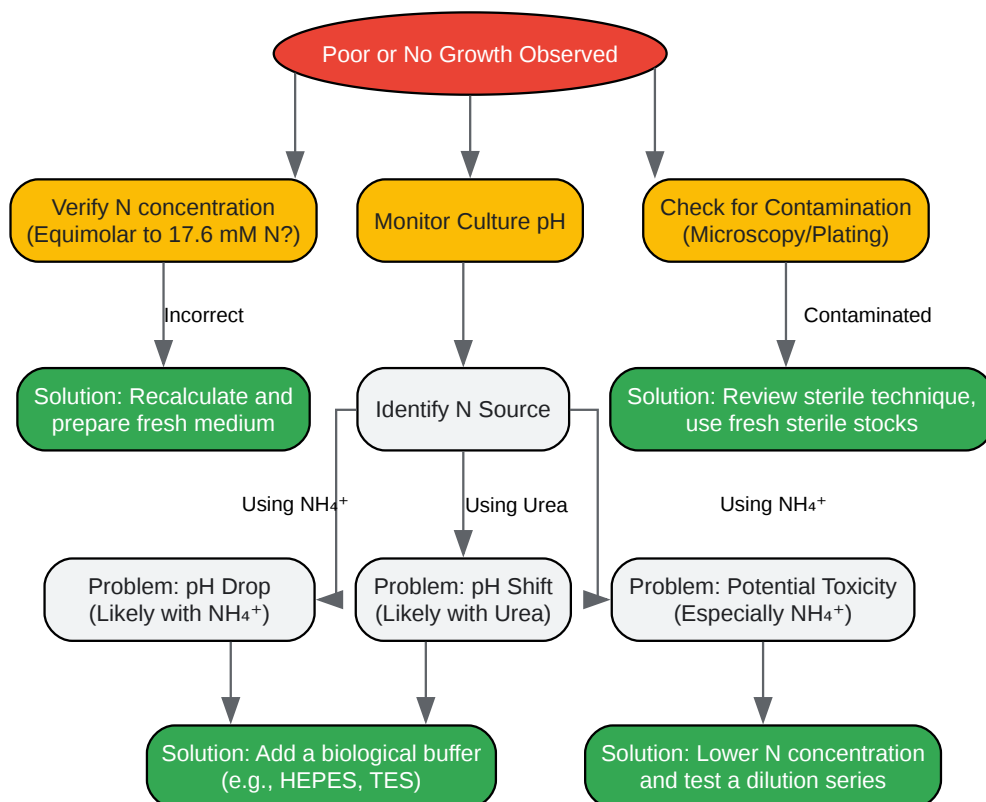 Poor or No Growth Observed
Verify N concentration
(Equimolar to 17.6 mM N?)
Monitor Culture pH
Check for Contamination
(Microscopy/Plating)
Incorrect
Contaminated
Solution: Recalculate and
prepare fresh medium
Identify N Source
Solution: Review sterile technique,
use fresh sterile stocks
Using NH₄⁺
Using Urea
Using NH₄⁺
Problem: pH Drop
(Likely with NH₄⁺)
Problem: pH Shift
(Likely with Urea)
Problem: Potential Toxicity
(Especially NH₄⁺)
Solution: Add a biological buffer
(e.g., HEPES, TES)
Solution: Lower N concentration
and test a dilution series